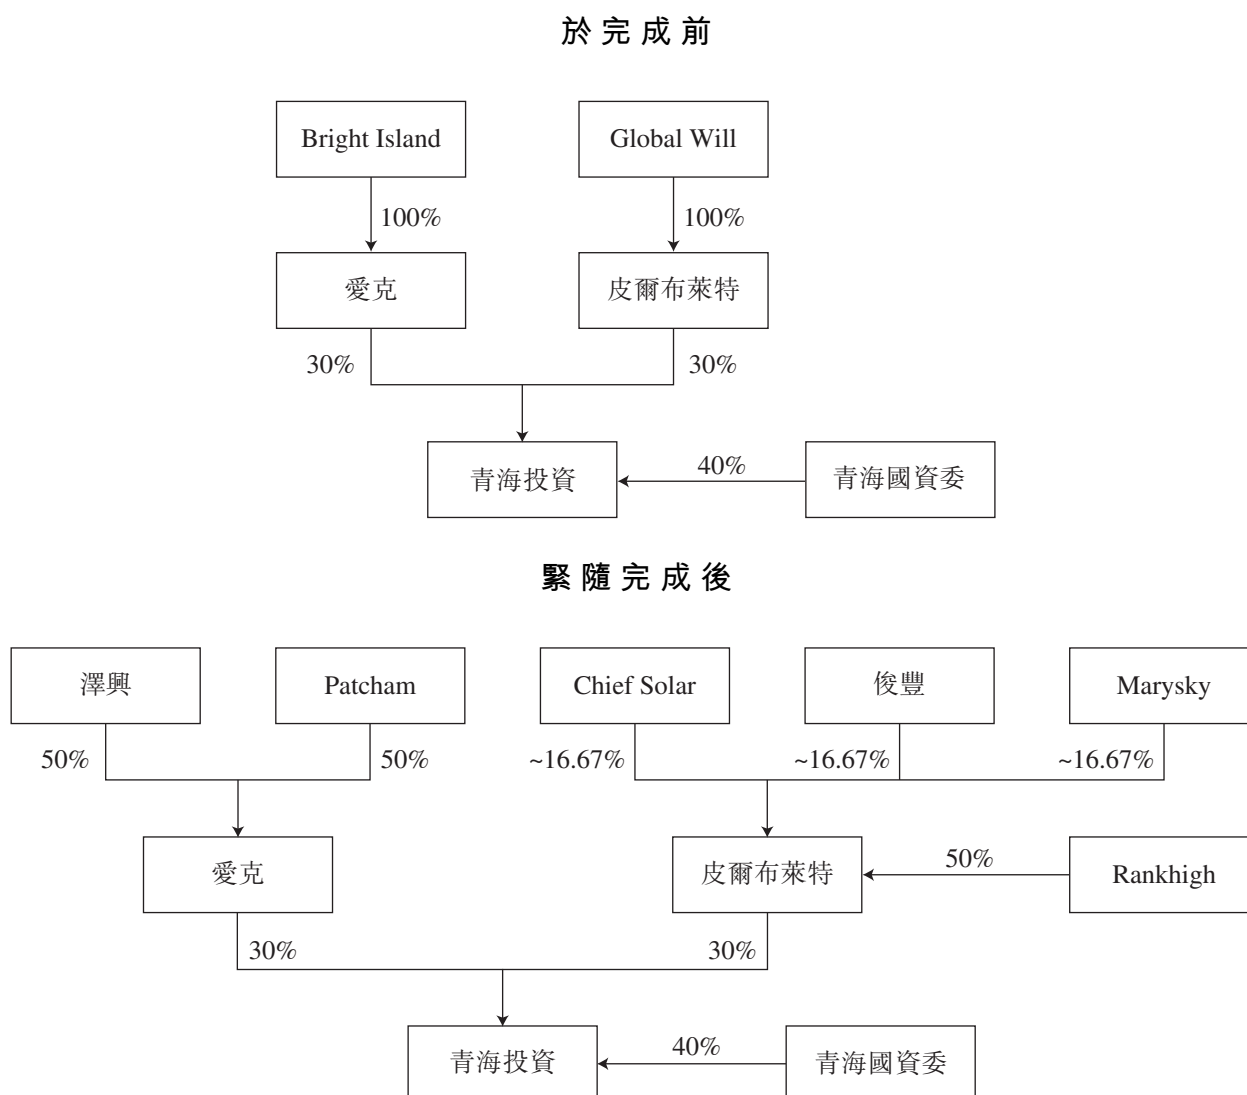 於完成前
Bright Island
Global Will
100%
100%
愛克
皮爾布萊特
30%
30%
青海投資
40%
青海國資委
緊隨完成後
澤興
Patcham
Chief Solar
俊豐
Marysky
50%
50%
~16.67%
~16.67%
~16.67%
愛克
皮爾布萊特
50%
Rankhigh
30%
30%
青海投資
40%
青海國資委